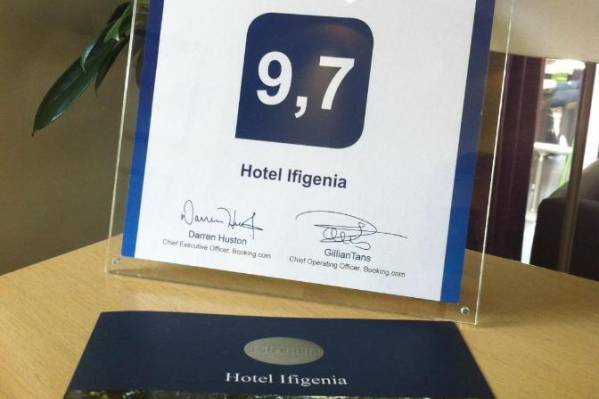 9,7
Hotel Ifigenia
Darren Huston
GillianTans
Chief Executive Officer, Booking.com
Chief Operating Officer, Booking.com
Hotel Ifigenia